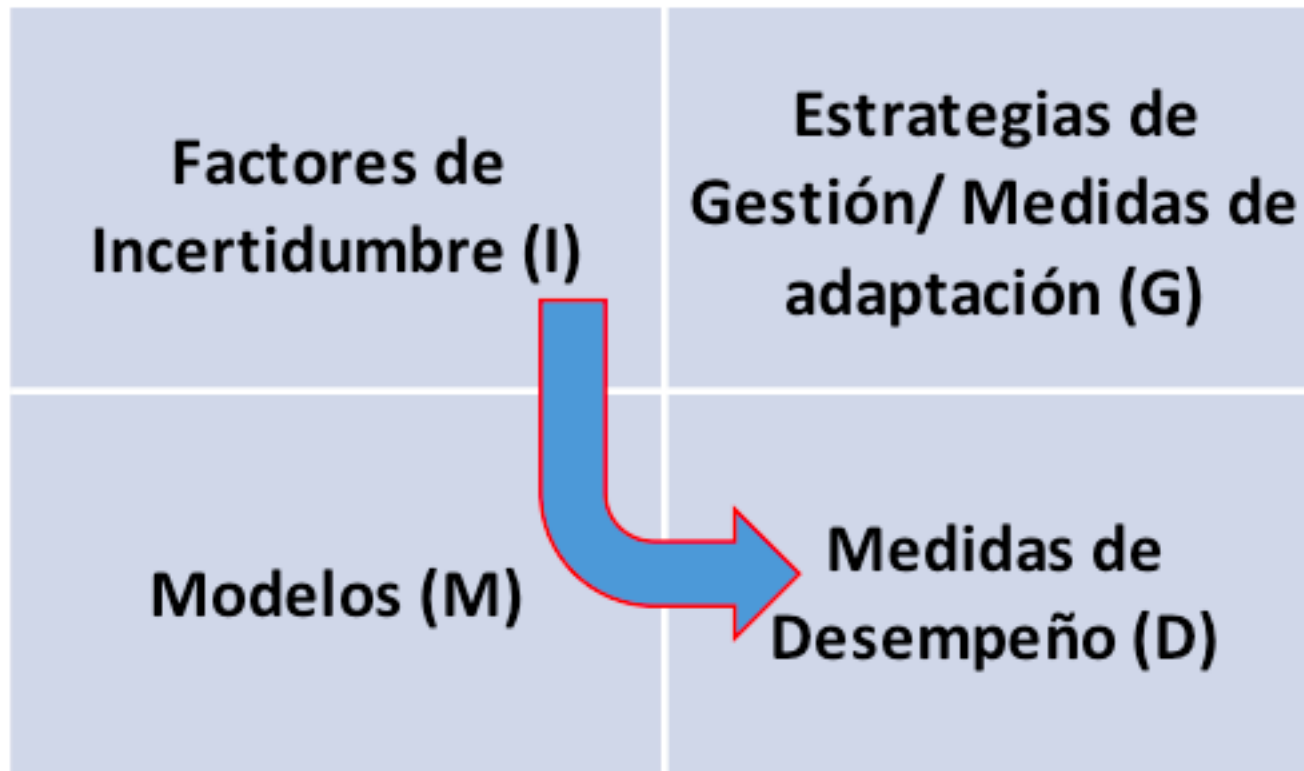 Factores de
Incertidumbre (I)
Estrategias de
Gestión/ Medidas de
adaptación (G)
Modelos (M)
Medidas de
Desempeño (D)